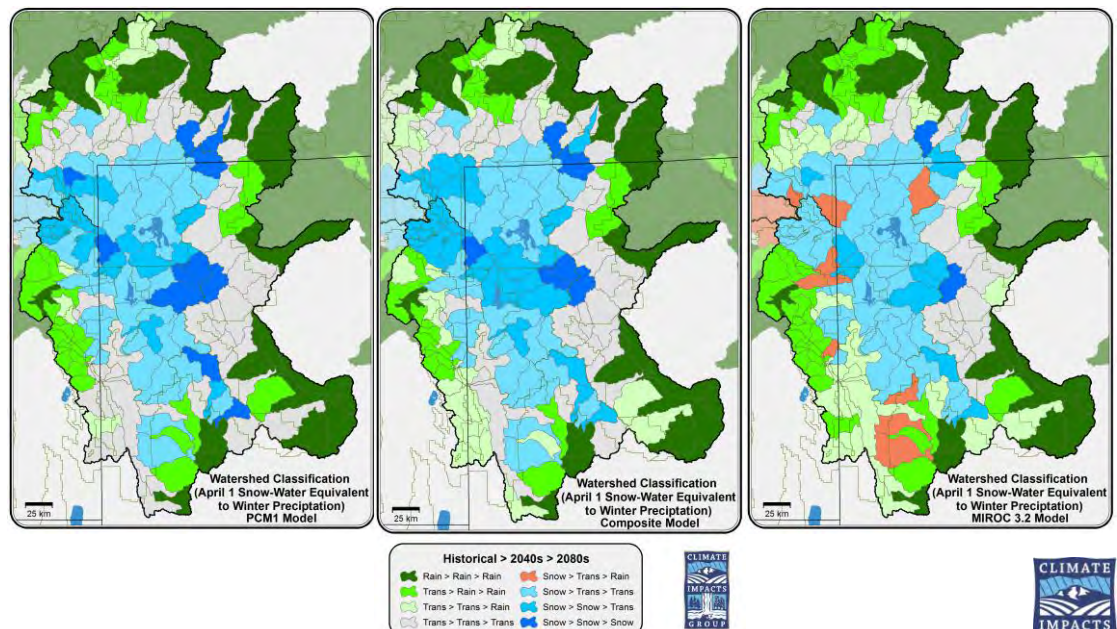 Watershed Classification
(April 1 Snow-Water Equivalent
to Winter Preciptation)
PCM1 Model
25 km
Watershed Classification
(April 1 Snow-Water Equivalent
to Winter Preciptation)
Composite Model
25 km
Watershed Classification
(April 1 Snow-Water Equivalent
to Winter Preciptation)
MIROC 3.2 Model
25 km
Historical > 2040s > 2080s
Rain > Rain > Rain
Trans > Rain > Rain
Trans > Trans > Rain
Trans > Trans > Trans
Snow > Trans > Rain
Snow > Trans > Trans
Snow > Snow > Trans
Snow > Snow > Snow
CLIMATE
IMPACTS
GROUP
CLIMATE
IMPACTS